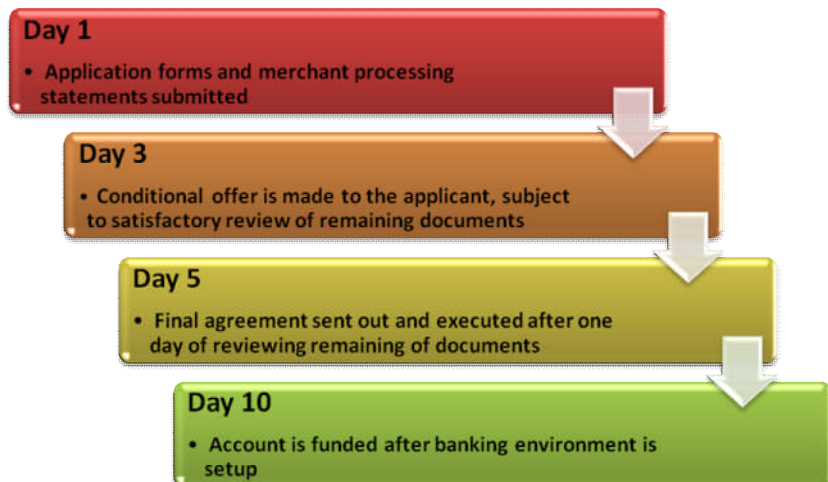 Day 1
• Application forms and merchant processing
statements submitted
Day 3
• Conditional offer is made to the applicant, subject
to satisfactory review of remaining documents
Day 5
• Final agreement sent out and executed after one
day of reviewing remaining of documents
Day 10
• Account is funded after banking environment is
setup